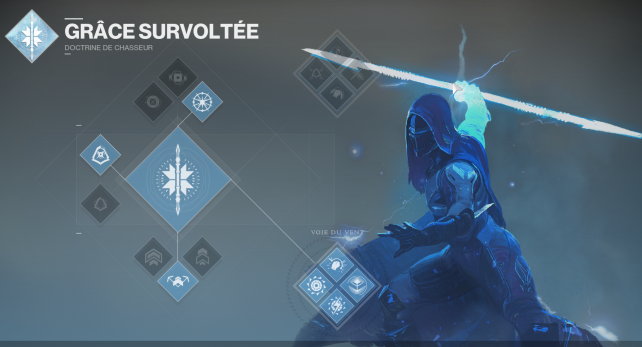 GRÂCE SURVOLTÉE
DOCTRINE DE CHASSEUR
VOIE DU VENT